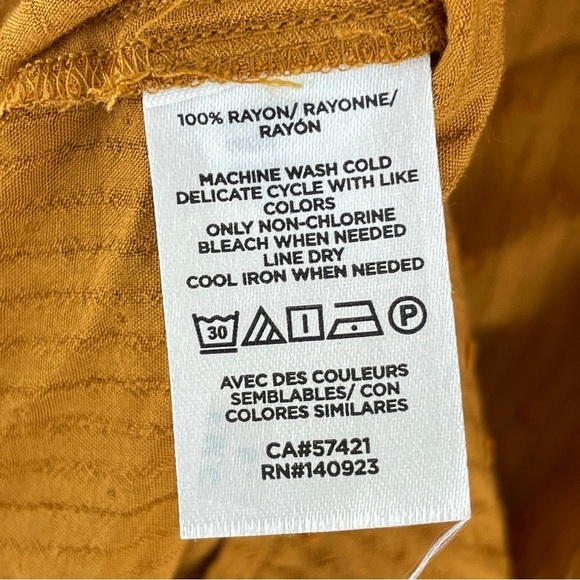 100% RAYON/ RAYONNE/
RAYÓN
MACHINE WASH COLD
DELICATE CYCLE WITH LIKE
COLORS
ONLY NON-CHLORINE
BLEACH WHEN NEEDED
LINE DRY
COOL IRON WHEN NEEDED
30 P
AVEC DES COULEURS
SEMBLABLES/ CON
COLORES SIMILARES
CA#57421
RN#140923